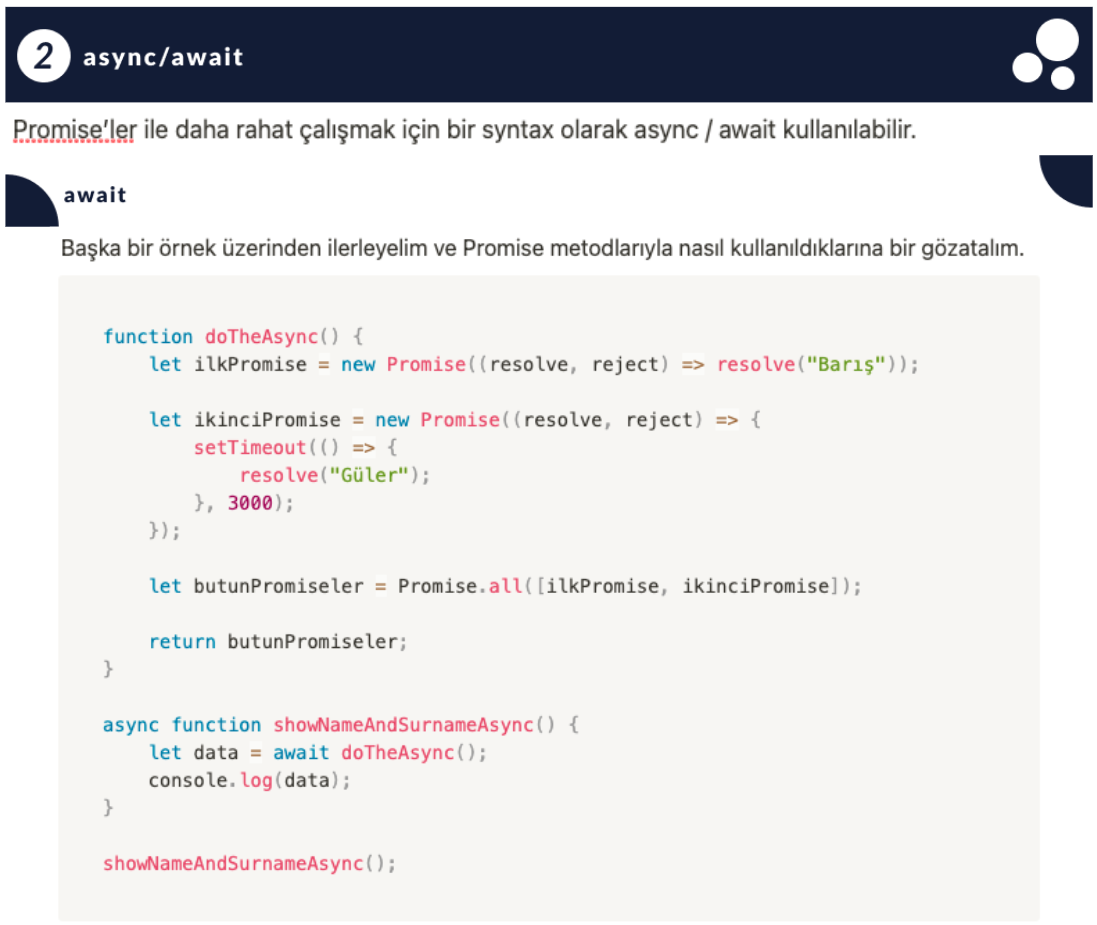 2 async/await
Promise'ler ile daha rahat çalışmak için bir syntax olarak async / await kullanılabilir.
await
Başka bir örnek üzerinden ilerleyelim ve Promise metodlarıyla nasıl kullanıldıklarına bir gözatalım.
function doTheAsync() {
    let ilkPromise = new Promise((resolve, reject) => resolve("Barış"));

    let ikinciPromise = new Promise((resolve, reject) => {
        setTimeout(() => {
            resolve("Güler");
        }, 3000);
    });

    let butunPromiseler = Promise.all([ilkPromise, ikinciPromise]);

    return butunPromiseler;
}

async function showNameAndSurnameAsync() {
    let data = await doTheAsync();
    console.log(data);
}

showNameAndSurnameAsync();